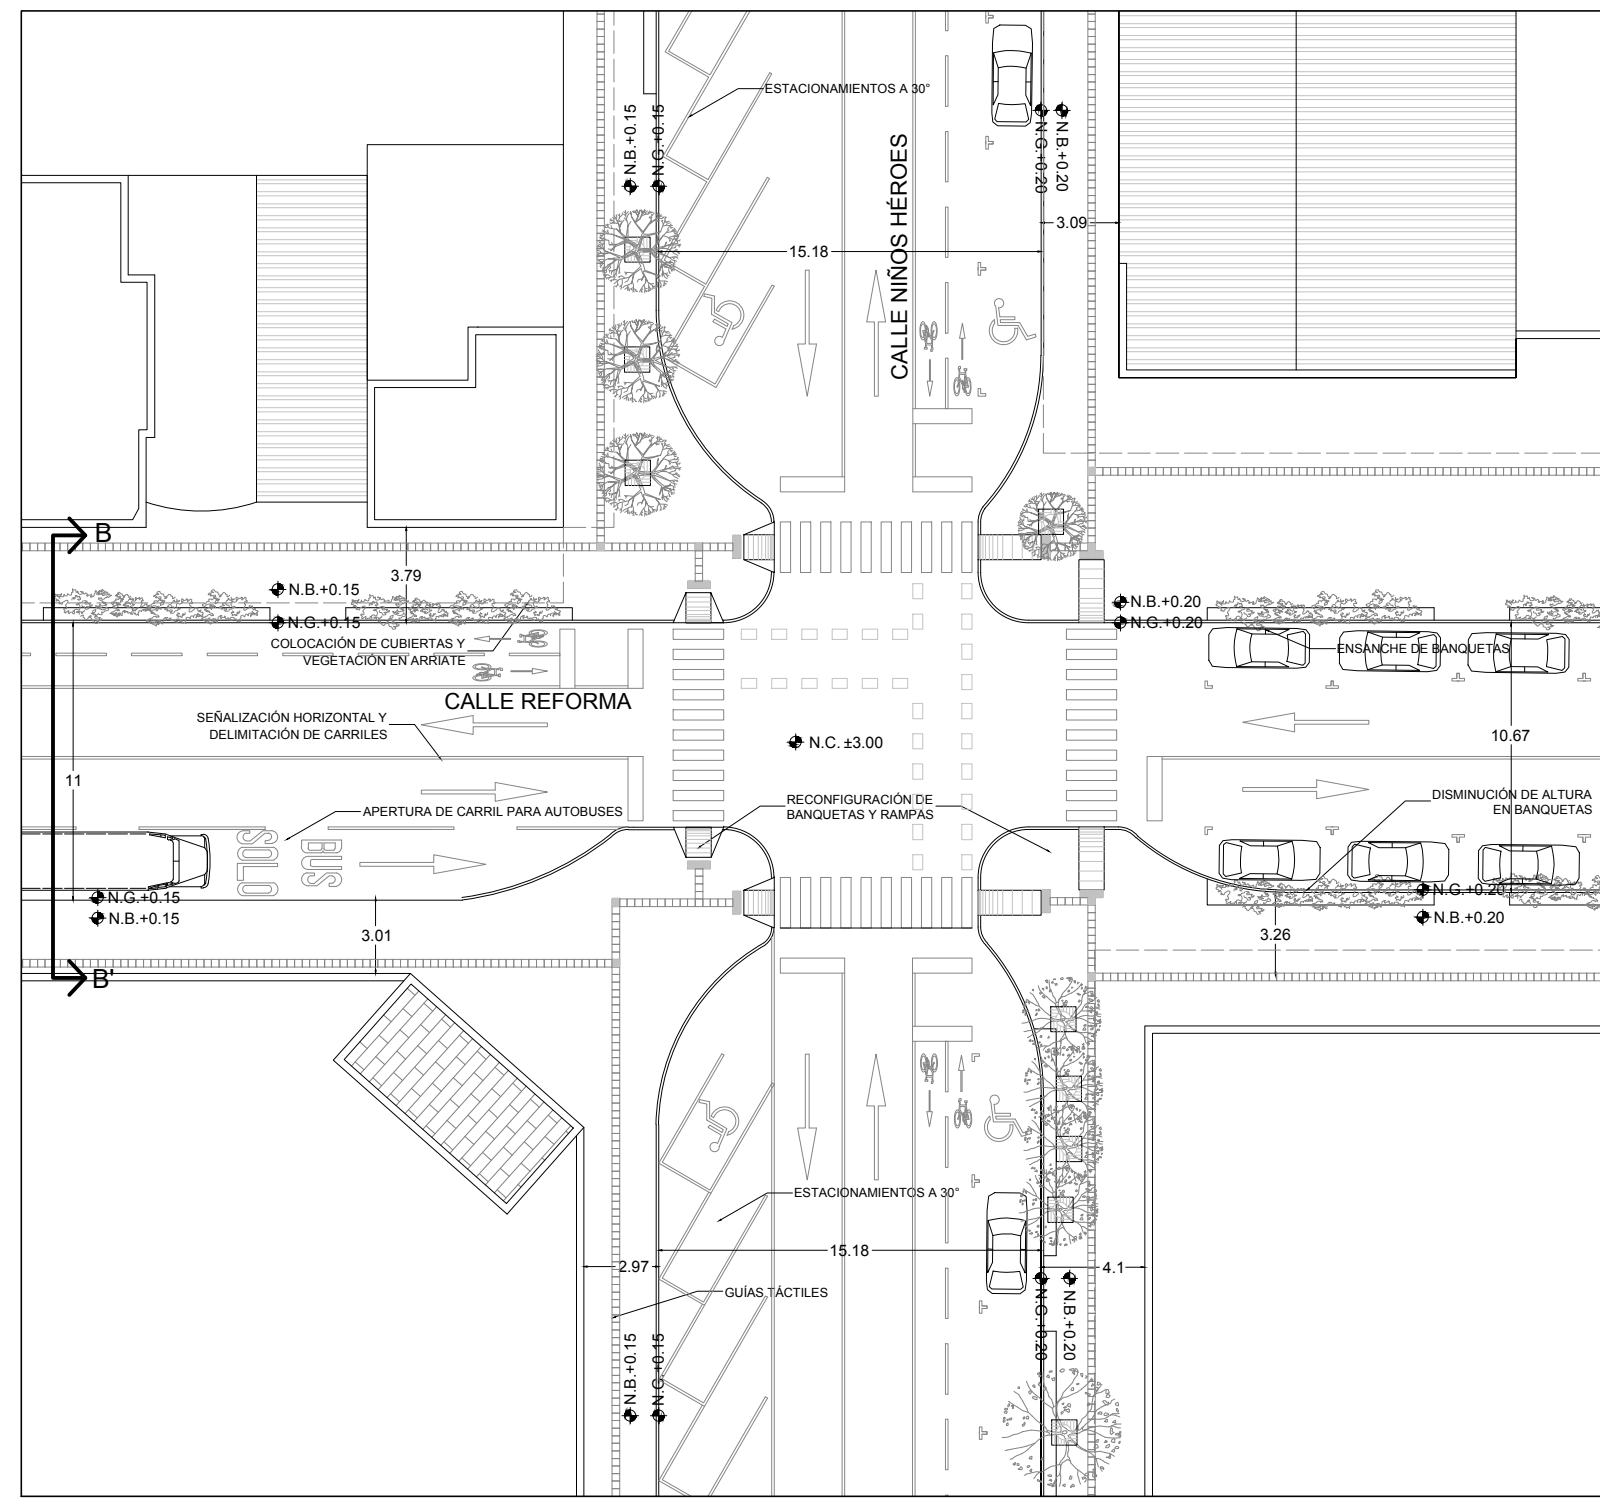 ESTACIONAMIENTOS A 30°
N.B.+0.15
N.G.+0.15
N.G.+0.20
N.B.+0.20
CALLE NIÑOS HÉROES
3.09
15.18
B
3.79
N.B.+0.15
N.G.+0.15
N.B.+0.20
N.G.+0.20
COLOCACIÓN DE CUBIERTAS Y
VEGETACIÓN EN ARRIATE
ENSANCHE DE BANQUETAS
CALLE REFORMA
SEÑALIZACIÓN HORIZONTAL Y
DELIMITACIÓN DE CARRILES
N.C. ±3.00
10.67
11
APERTURA DE CARRIL PARA AUTOBUSES
RECONFIGURACIÓN DE
BANQUETAS Y RAMPAS
DISMINUCIÓN DE ALTURA
EN BANQUETAS
SOLO
BUS
N.G.+0.15
N.B.+0.15
N.G.+0.20
N.B.+0.20
3.01
3.26
B'
ESTACIONAMIENTOS A 30°
15.18
2.97
4.1
GUÍAS TÁCTILES
N.B.+0.15
N.G.+0.15
N.G.+0.20
N.B.+0.20